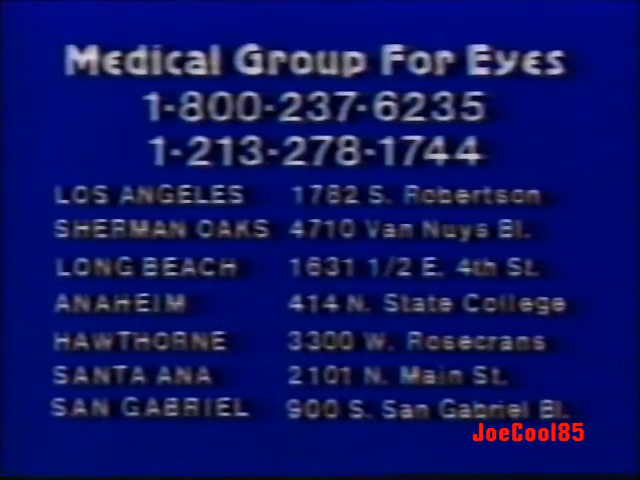 Medical Group For Eyes
1-800-237-6235
1-213-278-1744
LOS ANGELES 1782 S. Robertson
SHERMAN OAKS 4710 Van Nuys Bl.
LONG BEACH 1631 1/2 E. 4th St.
ANAHEIM 414 N. State College
HAWTHORNE 3300 W. Rosecrans
SANTA ANA 2101 N. Main St.
SAN GABRIEL 900 S. San Gabriel Bl.
JoeCool85